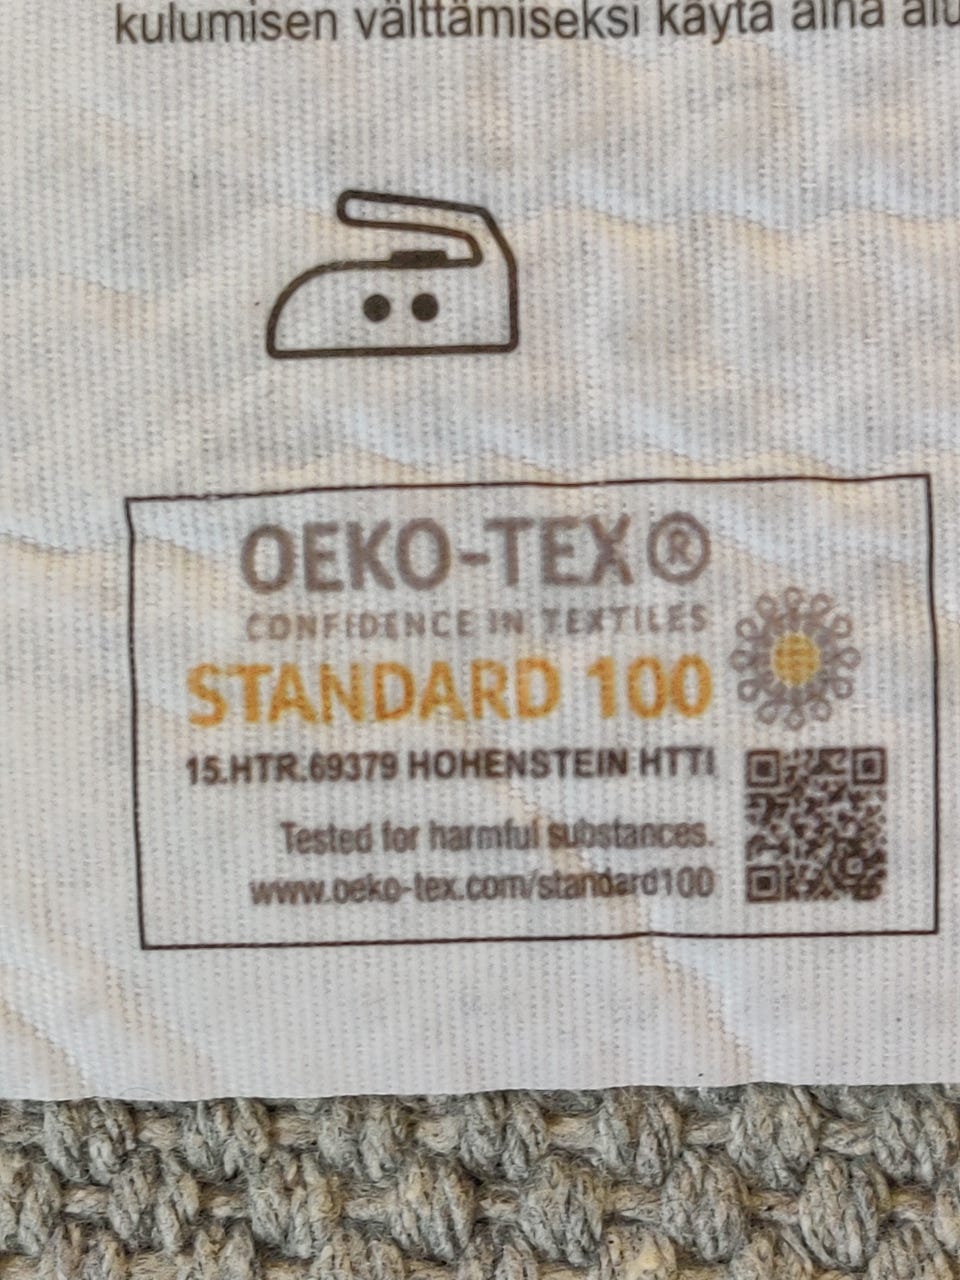 kulumisen välttämiseksi käytä aina
OEKO-TEX®
CONFIDENCE IN TEXTILES
STANDARD 100
15.HTR.69379 HOHENSTEIN HTTI
Tested for harmful substances.
www.oeko-tex.com/standard100